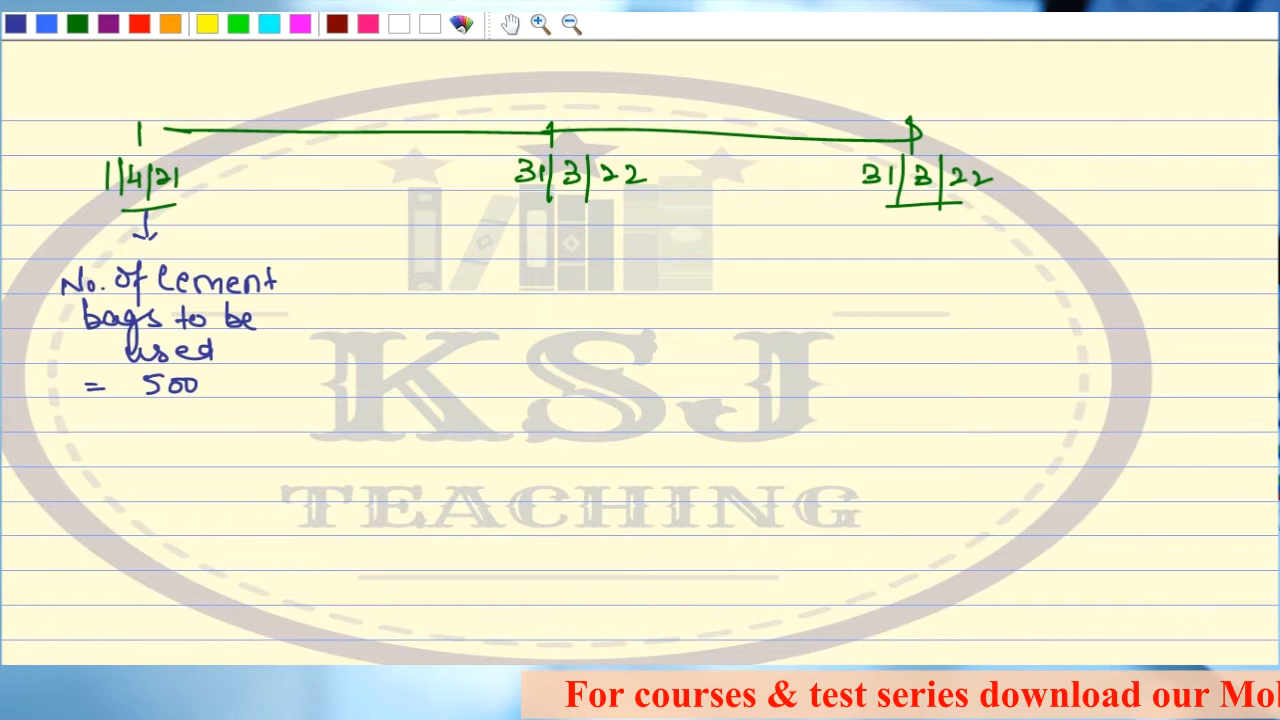 1|4|21 31|3|22 31|3|22
No. Of Cement
bags to be
used
= 500
KSJ
TEACHING
For courses & test series download our Mo